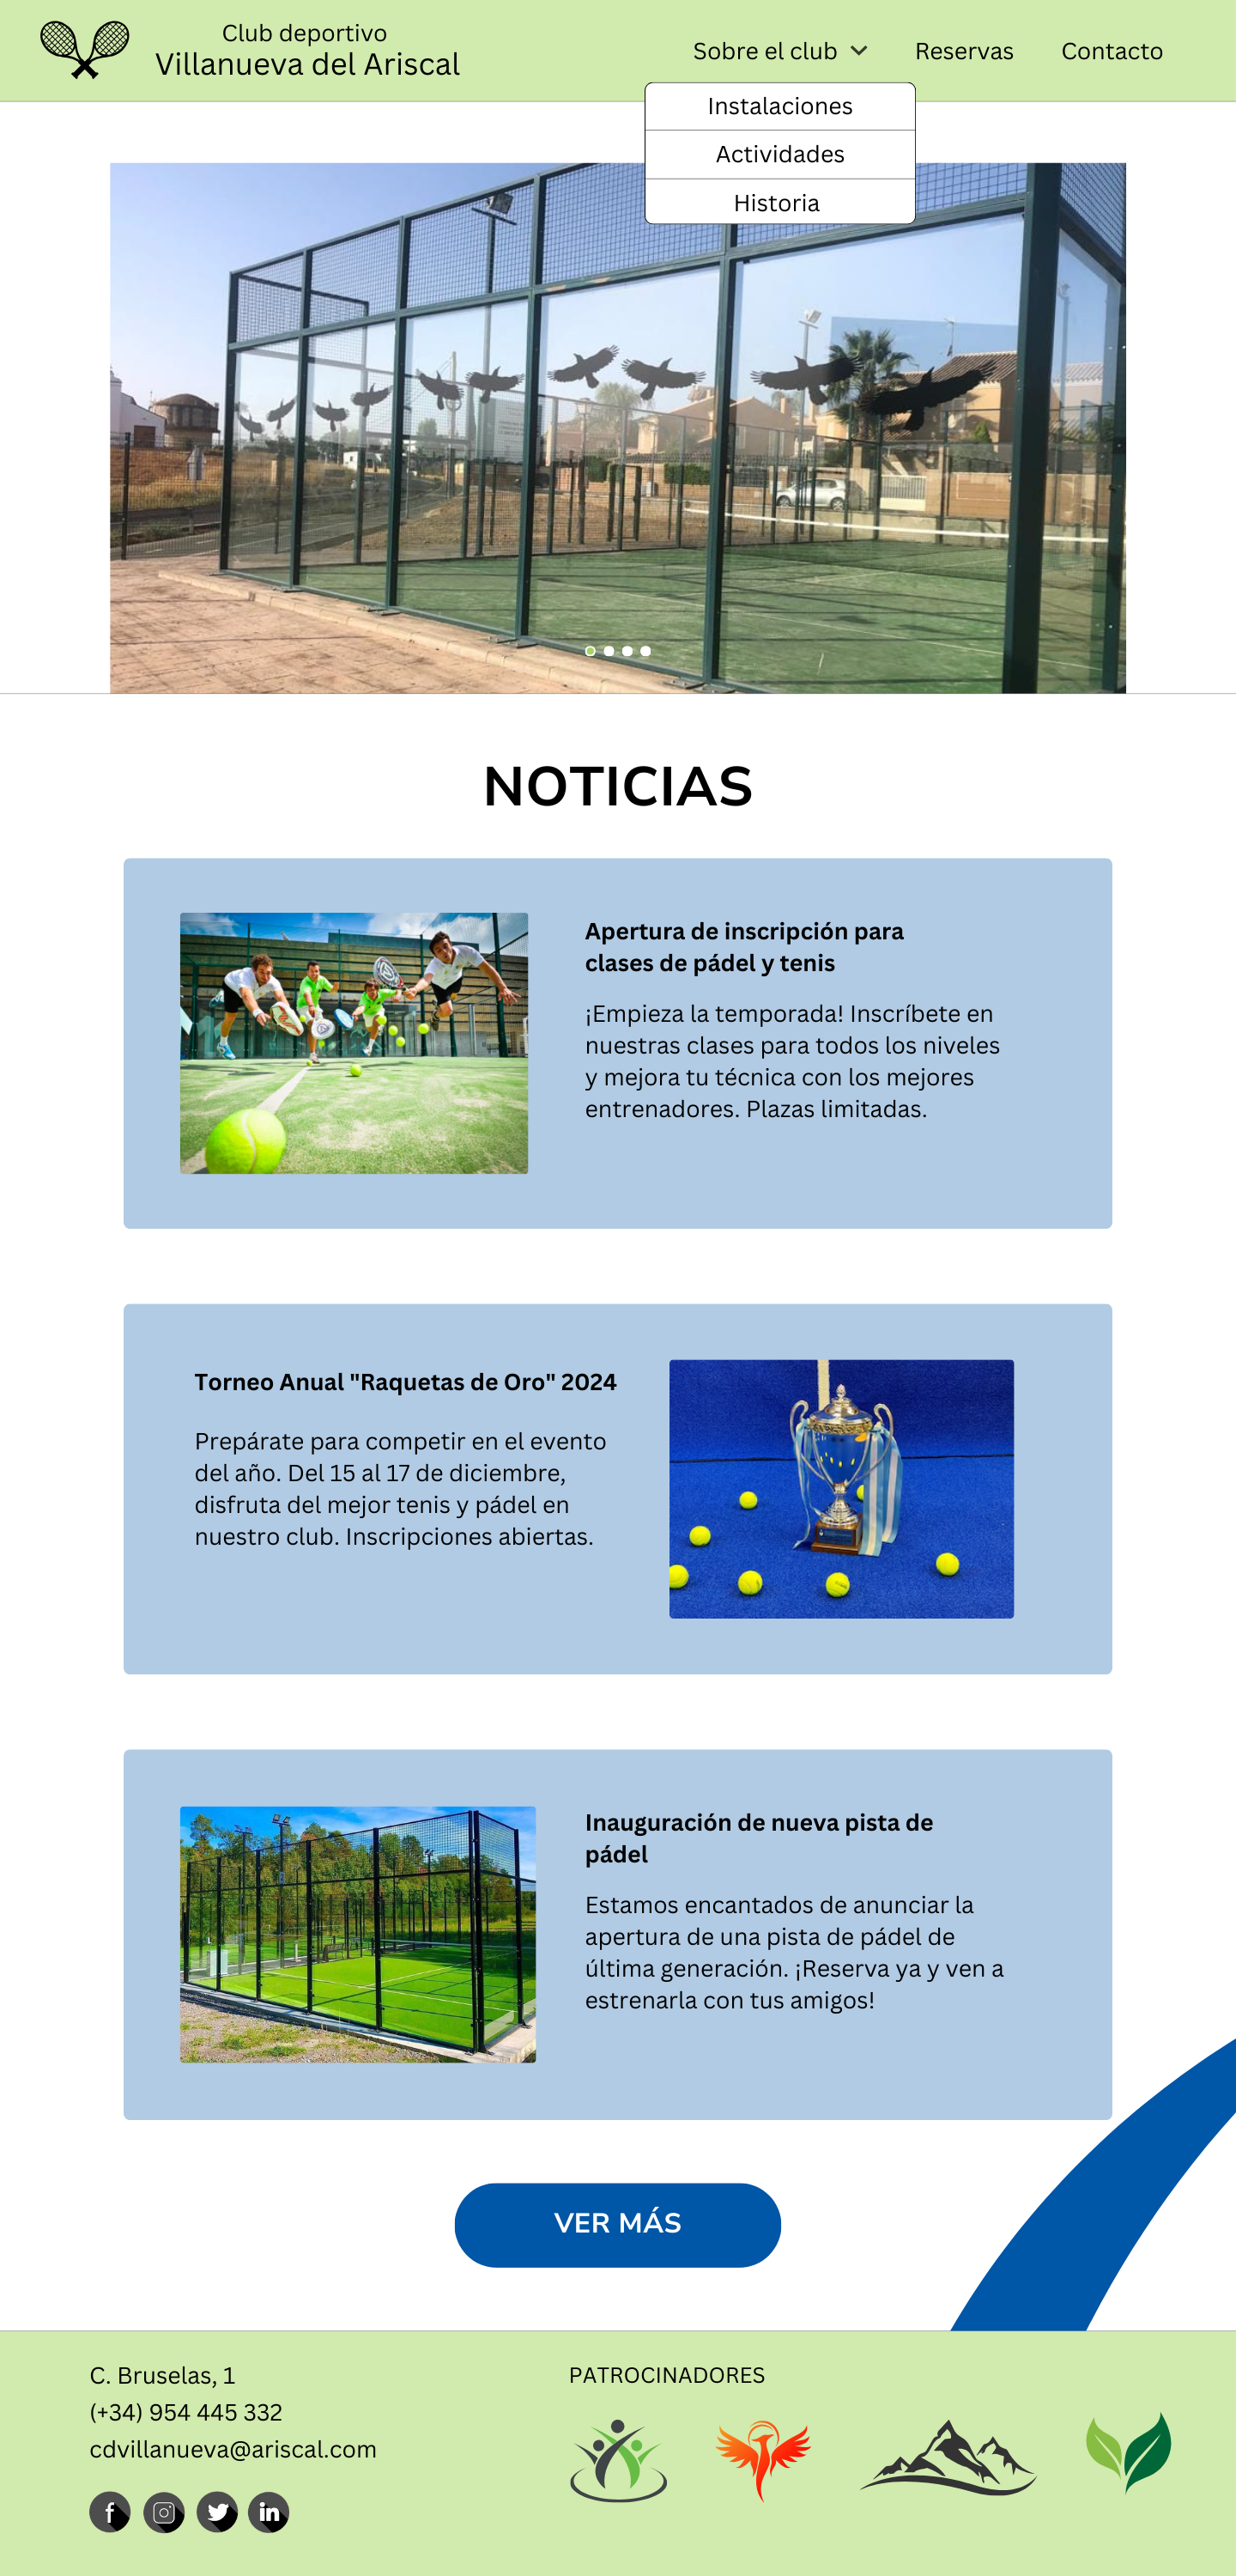 Club deportivo
Villanueva del Ariscal
Sobre el club
Reservas
Contacto
Instalaciones
Actividades
Historia
NOTICIAS
Apertura de inscripción para
clases de pádel y tenis
¡Empieza la temporada! Inscríbete en
nuestras clases para todos los niveles
y mejora tu técnica con los mejores
entrenadores. Plazas limitadas.
Torneo Anual "Raquetas de Oro" 2024
Prepárate para competir en el evento
del año. Del 15 al 17 de diciembre,
disfruta del mejor tenis y pádel en
nuestro club. Inscripciones abiertas.
Inauguración de nueva pista de
pádel
Estamos encantados de anunciar la
apertura de una pista de pádel de
última generación. ¡Reserva ya y ven a
estrenarla con tus amigos!
VER MÁS
C. Bruselas, 1
(+34) 954 445 332
cdvillanueva@ariscal.com
PATROCINADORES